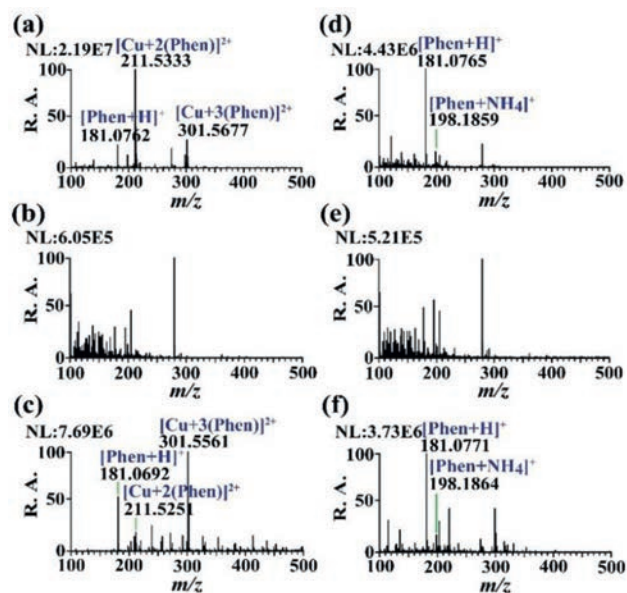 (a)
[Cu+2(Phen)]²⁺
NL:2.19E7
211.5333
100
[Phen+H]⁺
181.0762
[Cu+3(Phen)]²⁺
301.5677
R. A.
50
0
100 200 300 400 500
m/z
(d)
[Phen+H]⁺
NL:4.43E6
181.0765
100
[Phen+NH4]⁺
198.1859
R. A.
50
0
100 200 300 400 500
m/z
(b)
NL:6.05E5
100
R. A.
50
0
100 200 300 400 500
m/z
(e)
NL:5.21E5
100
R. A.
50
0
100 200 300 400 500
m/z
(c)
[Cu+3(Phen)]²⁺
NL:7.69E6
301.5561
100
[Phen+H]⁺
181.0692
[Cu+2(Phen)]²⁺
211.5251
R. A.
50
0
100 200 300 400 500
m/z
(f)
[Phen+H]⁺
NL:3.73E6
181.0771
100
[Phen+NH4]⁺
198.1864
R. A.
50
0
100 200 300 400 500
m/z